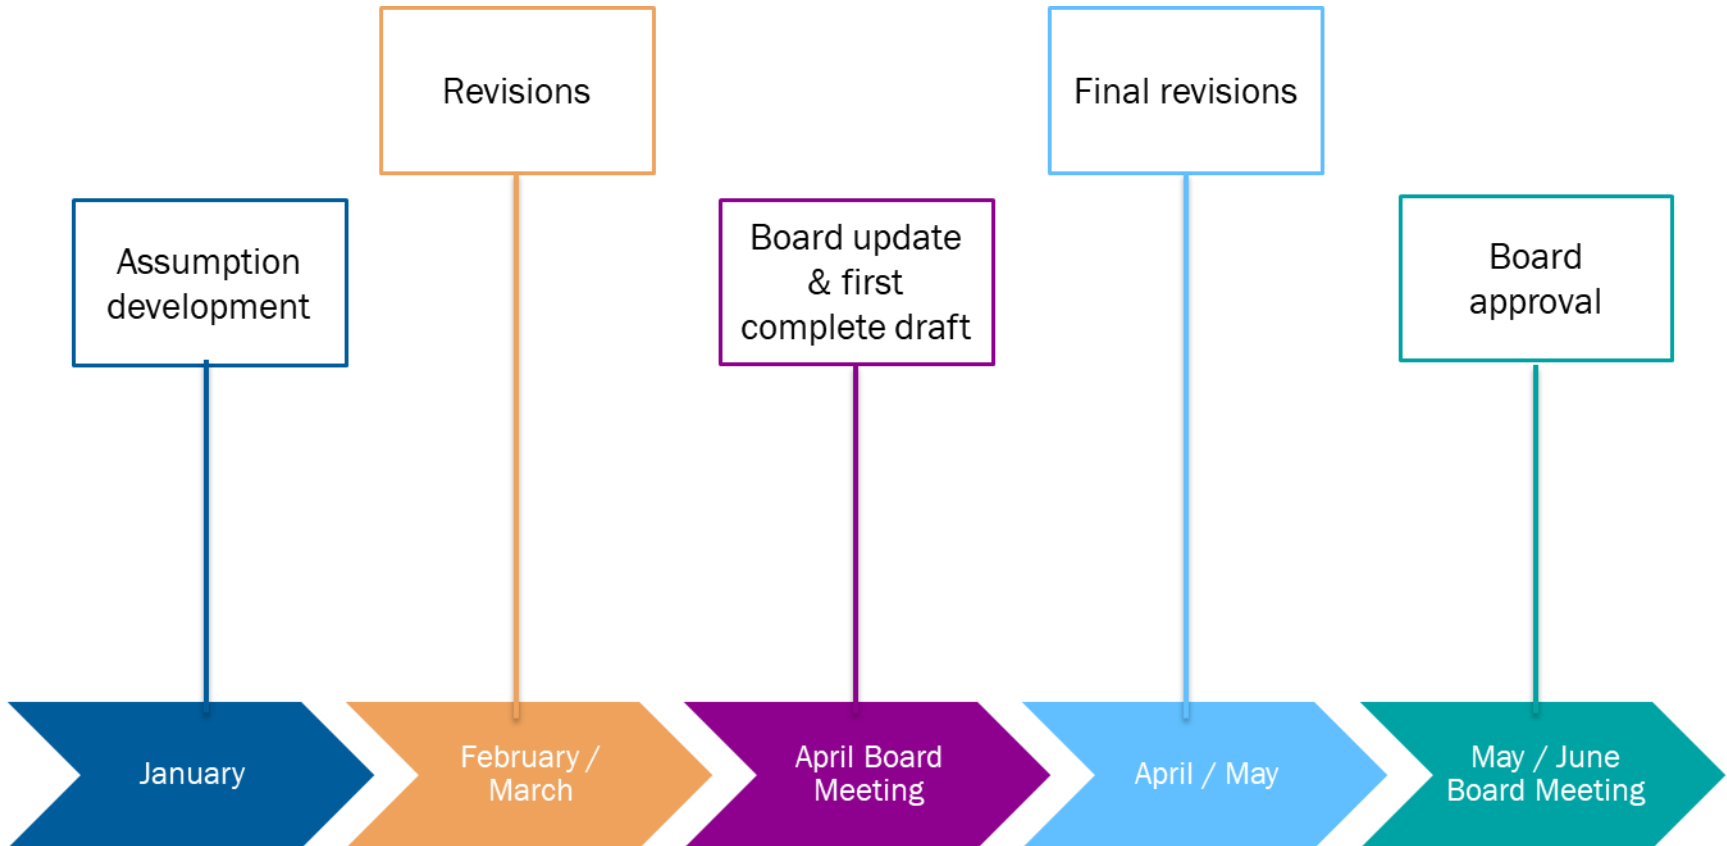 Revisions
Final revisions
Assumption
development
Board update
& first
complete draft
Board
approval
January
February /
March
April Board
Meeting
April / May
May / June
Board Meeting